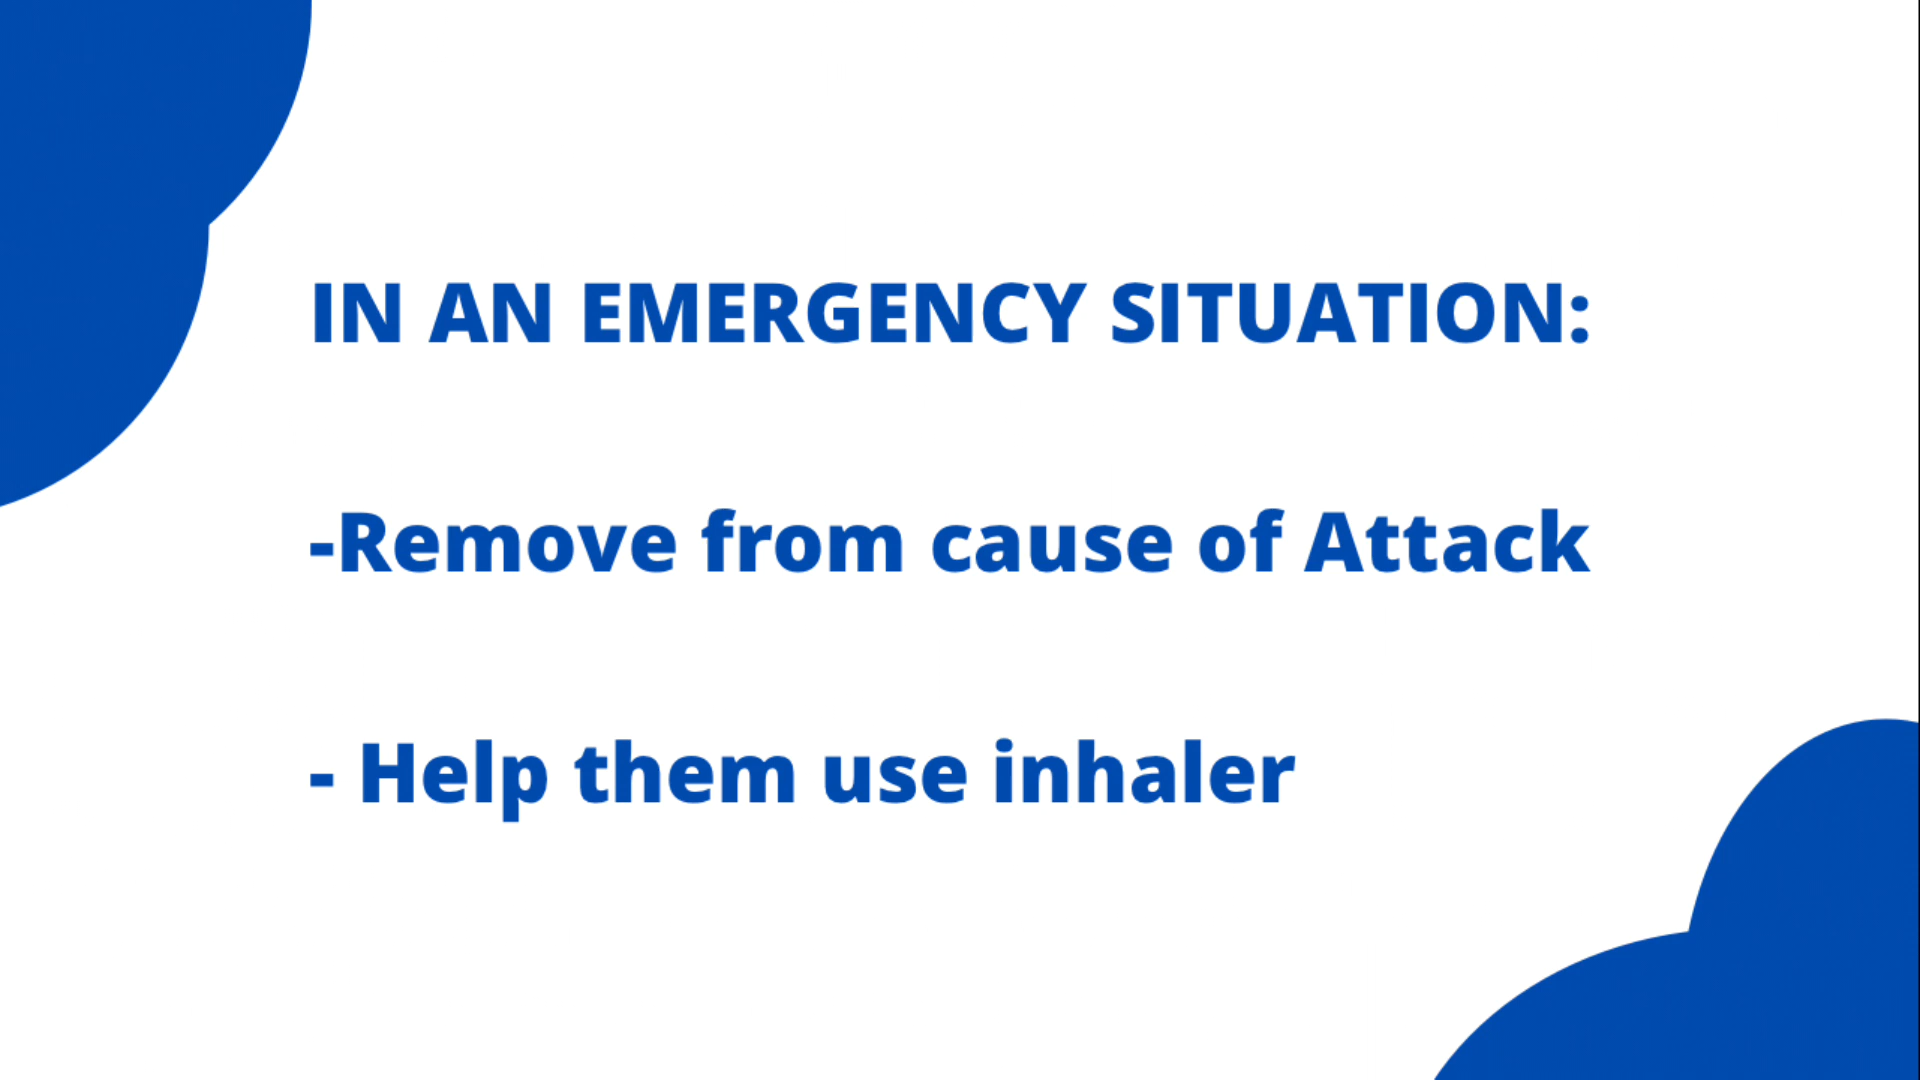 IN AN EMERGENCY SITUATION:
-Remove from cause of Attack
- Help them use inhaler